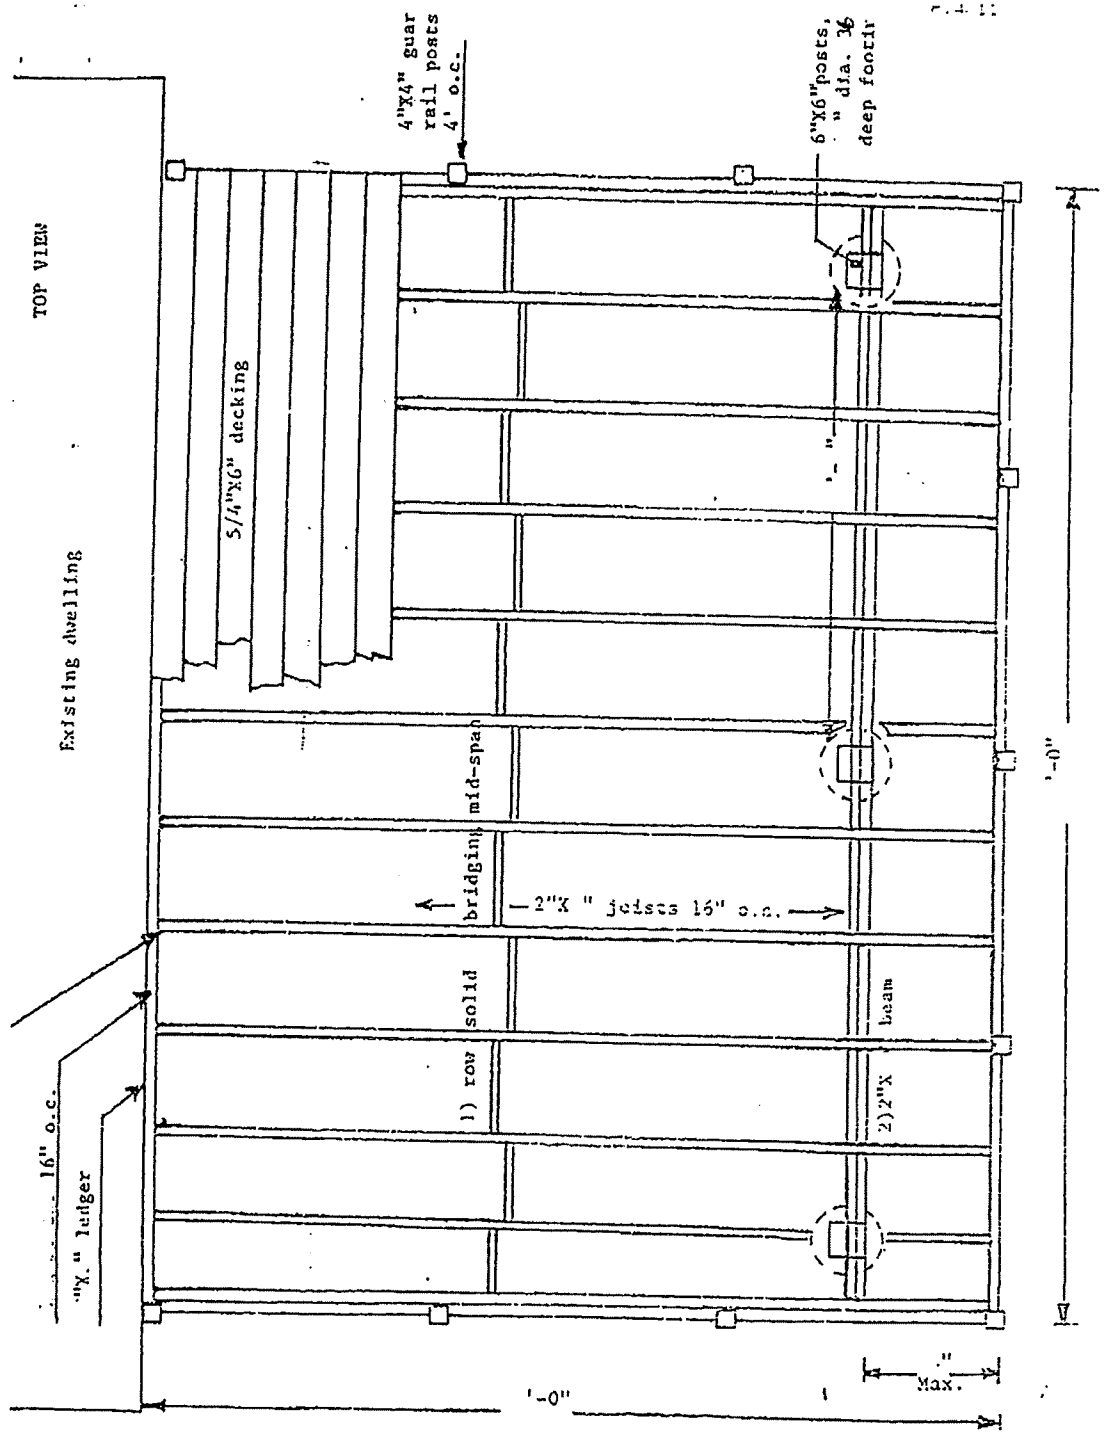 TOP VIEW
Existing dwelling
4"X4" guar
rail posts
4' o.c.
6"X6"posts,
" dia. 36
deep footir
5/4"X6" decking
16" o.c.
"X." ledger
1) row solid bridging mid-span
2"X " joists 16" o.c.
'- "
2)2"X beam
'-0"
"
Max.
'-0"